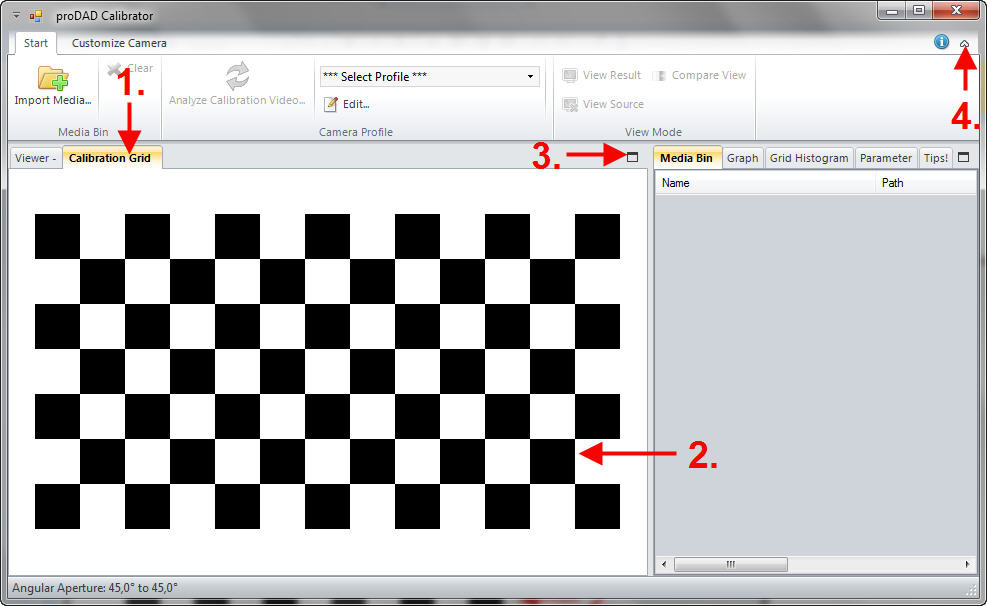 proDAD Calibrator
Start Customize Camera
1.
4.
Clear
Import Media...
Media Bin
Analyze Calibration Video...
*** Select Profile ***
Edit...
Camera Profile
View Result Compare View
View Source
View Mode
Viewer - Calibration Grid
3.
Media Bin Graph Grid Histogram Parameter Tips!
Name Path
2.
Angular Aperture: 45,0° to 45,0°